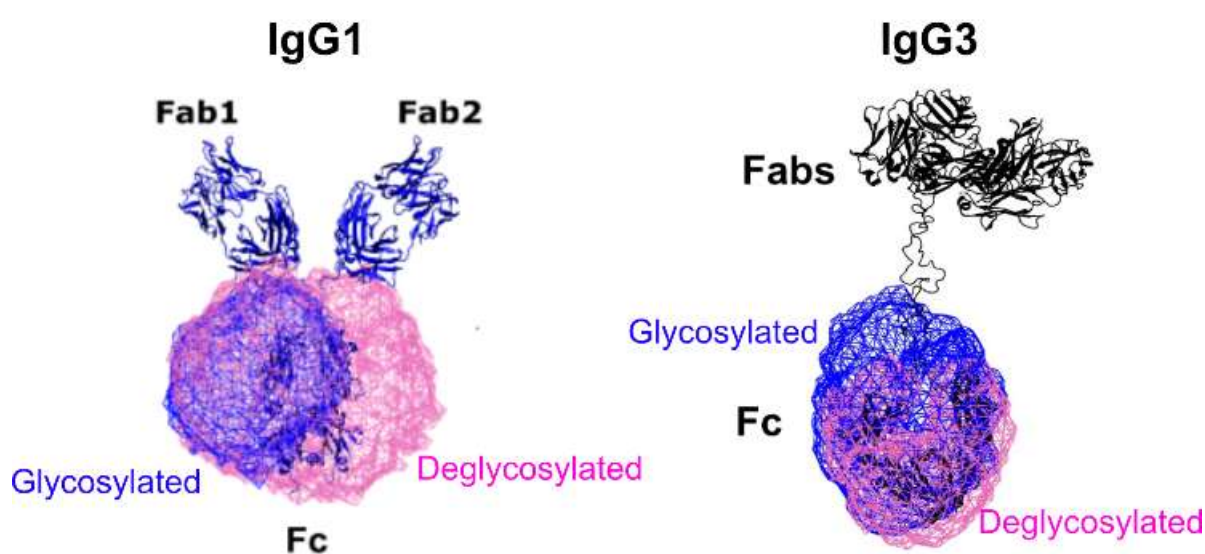 IgG1
IgG3
Fab1
Fab2
Fabs
Glycosylated
Fc
Glycosylated
Deglycosylated
Deglycosylated
Fc